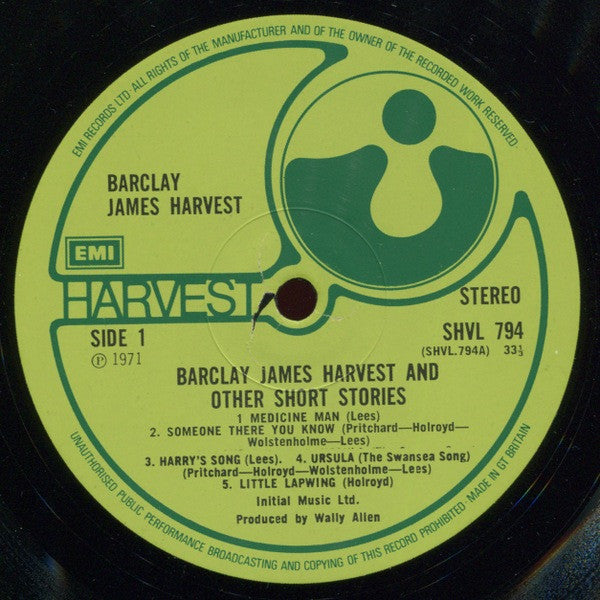 EMI RECORDS LTD· ALL RIGHTS OF THE MANUFACTURER AND OF THE OWNER OF THE RECORDED WORK RESERVED·
BARCLAY
JAMES HARVEST
EMI
HARVEST
STEREO
SIDE 1
SHVL 794
Ⓟ 1971
(SHVL.794A) 33⅓
BARCLAY JAMES HARVEST AND
OTHER SHORT STORIES
1 MEDICINE MAN (Lees)
2. SOMEONE THERE YOU KNOW (Pritchard—Holroyd—
Wolstenholme—Lees)
3. HARRY'S SONG (Lees). 4. URSULA (The Swansea Song)
(Pritchard—Holroyd—Wolstenholme—Lees)
5. LITTLE LAPWING (Holroyd)
Initial Music Ltd.
Produced by Wally Allen
UNAUTHORISED PUBLIC PERFORMANCE BROADCASTING AND COPYING OF THIS RECORD PROHIBITED·MADE IN GT BRITAIN